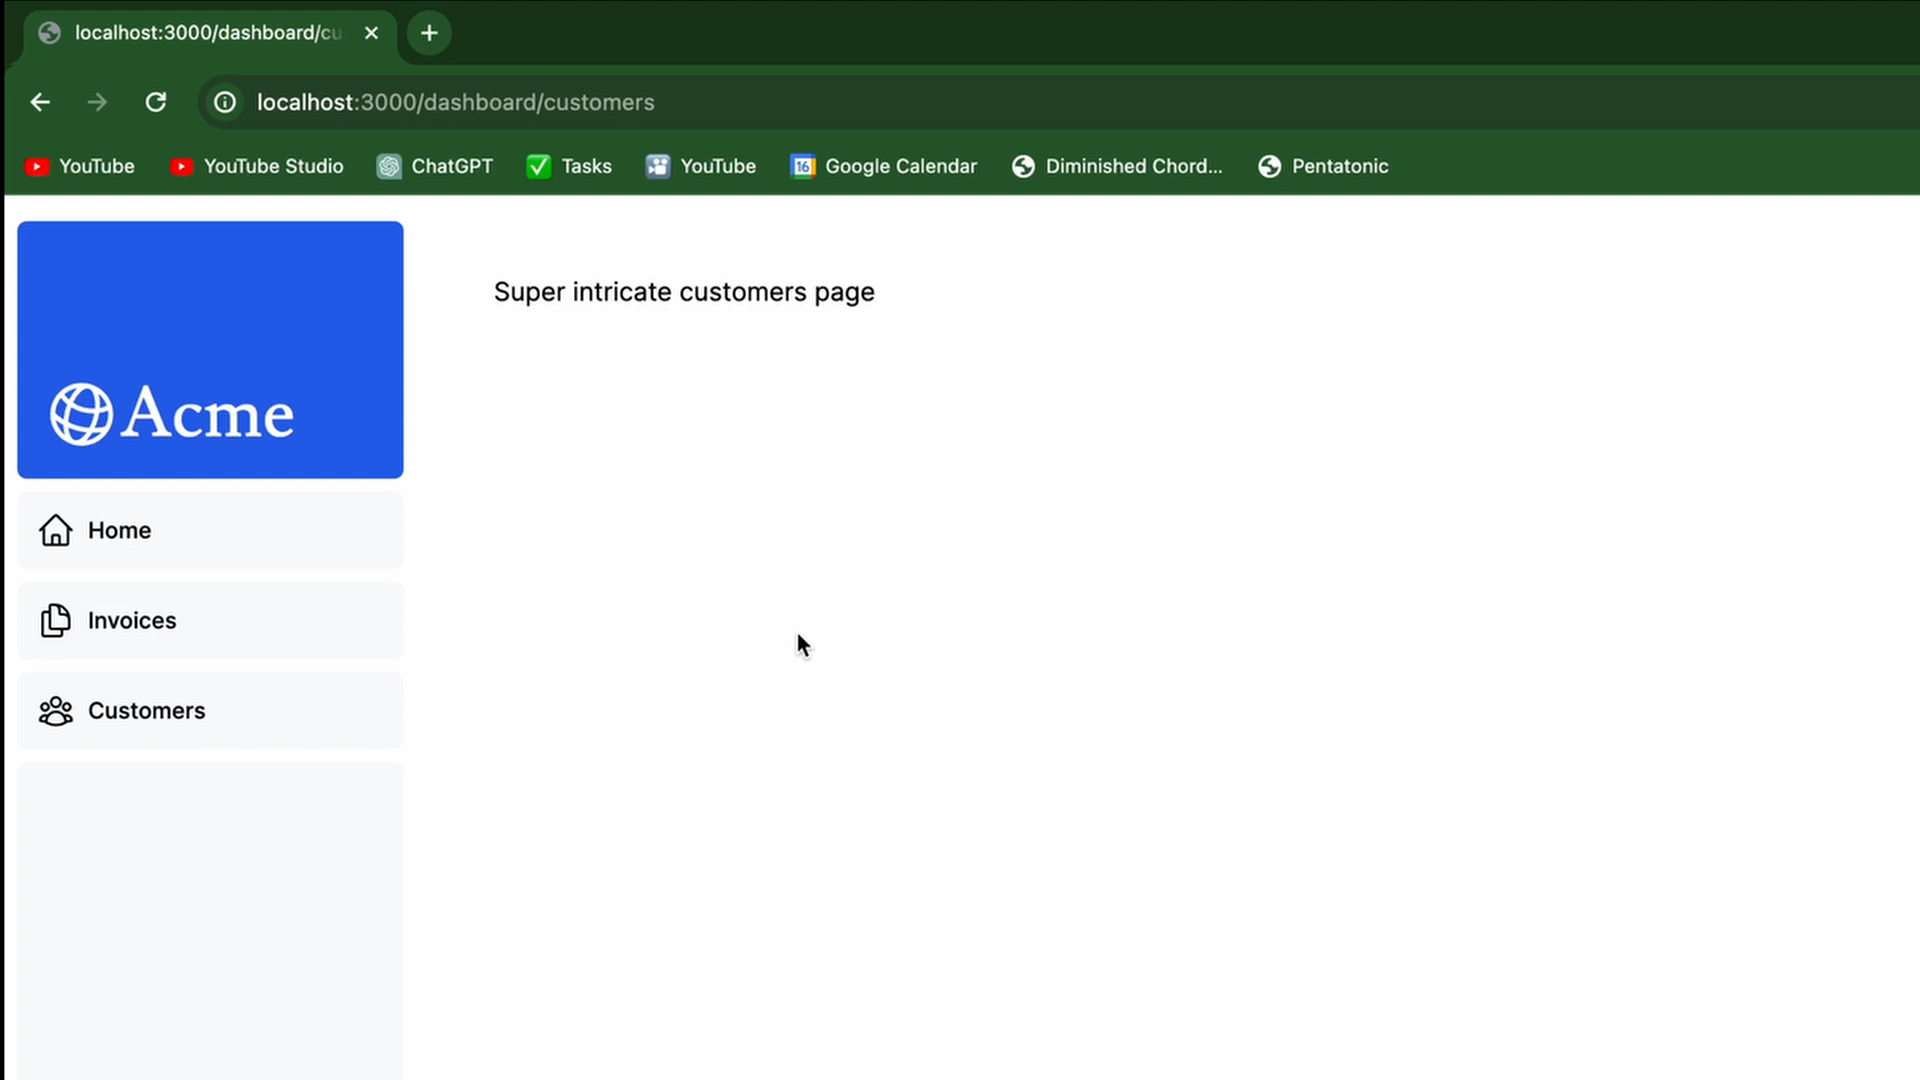 localhost:3000/dashboard/cu
localhost:3000/dashboard/customers
YouTube YouTube Studio ChatGPT Tasks YouTube 16 Google Calendar Diminished Chord... Pentatonic
Super intricate customers page
Acme
Home
Invoices
Customers